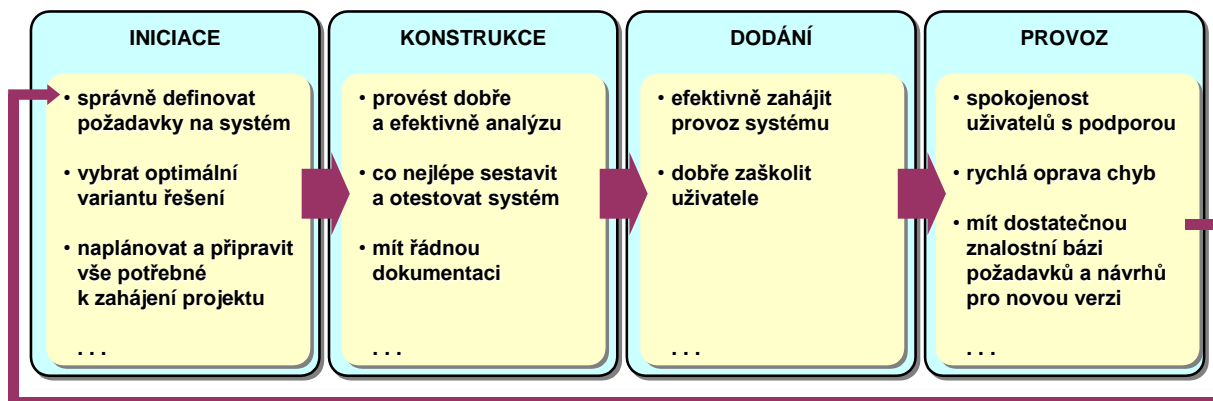 INICIACE
• správně definovat
požadavky na systém
• vybrat optimální
variantu řešení
• naplánovat a připravit
vše potřebné
k zahájení projektu
. . .
KONSTRUKCE
• provést dobře
a efektivně analýzu
• co nejlépe sestavit
a otestovat systém
• mít řádnou
dokumentaci
. . .
DODÁNÍ
• efektivně zahájit
provoz systému
• dobře zaškolit
uživatele
. . .
PROVOZ
• spokojenost
uživatelů s podporou
• rychlá oprava chyb
• mít dostatečnou
znalostní bázi
požadavků a návrhů
pro novou verzi
. . .